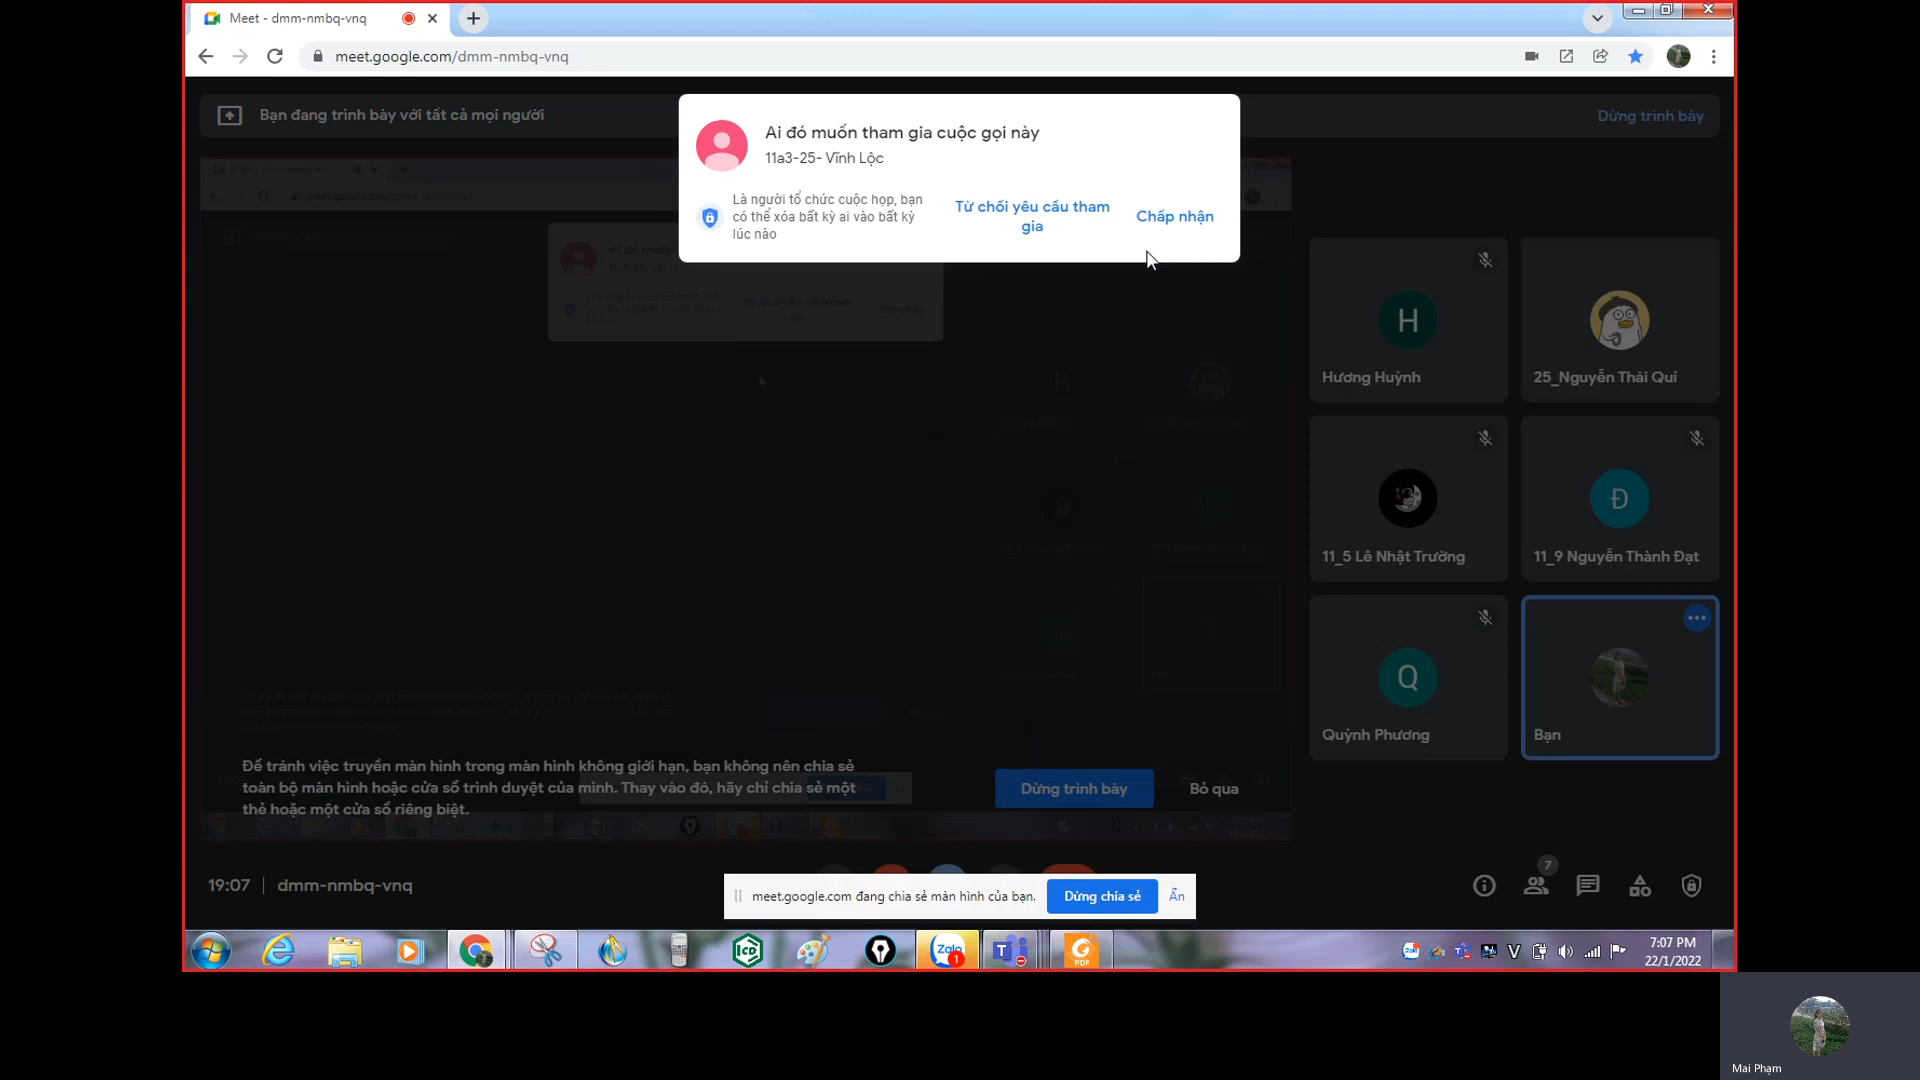 Meet - dmm-nmbq-vnq
meet.google.com/dmm-nmbq-vnq
Bạn đang trình bày với tất cả mọi người
Dừng trình bày
Ai đó muốn tham gia cuộc gọi này
11a3-25- Vĩnh Lộc
Là người tổ chức cuộc họp, bạn
có thể xóa bất kỳ ai vào bất kỳ
lúc nào
Từ chối yêu cầu tham
gia
Chấp nhận
H
Hương Huỳnh
25_Nguyễn Thái Quí
11_5 Lê Nhật Trường
Đ
11_9 Nguyễn Thành Đạt
Q
Quỳnh Phương
Bạn
Để tránh việc truyền màn hình trong màn hình không giới hạn, bạn không nên chia sẻ
toàn bộ màn hình hoặc cửa sổ trình duyệt của mình. Thay vào đó, hãy chỉ chia sẻ một
thẻ hoặc một cửa sổ riêng biệt.
Dừng trình bày
Bỏ qua
19:07
dmm-nmbq-vnq
7
meet.google.com đang chia sẻ màn hình của bạn.
Dừng chia sẻ
Ẩn
ICD
Zalo
1
T
PDF
V
7:07 PM
22/1/2022
Mai Phạm